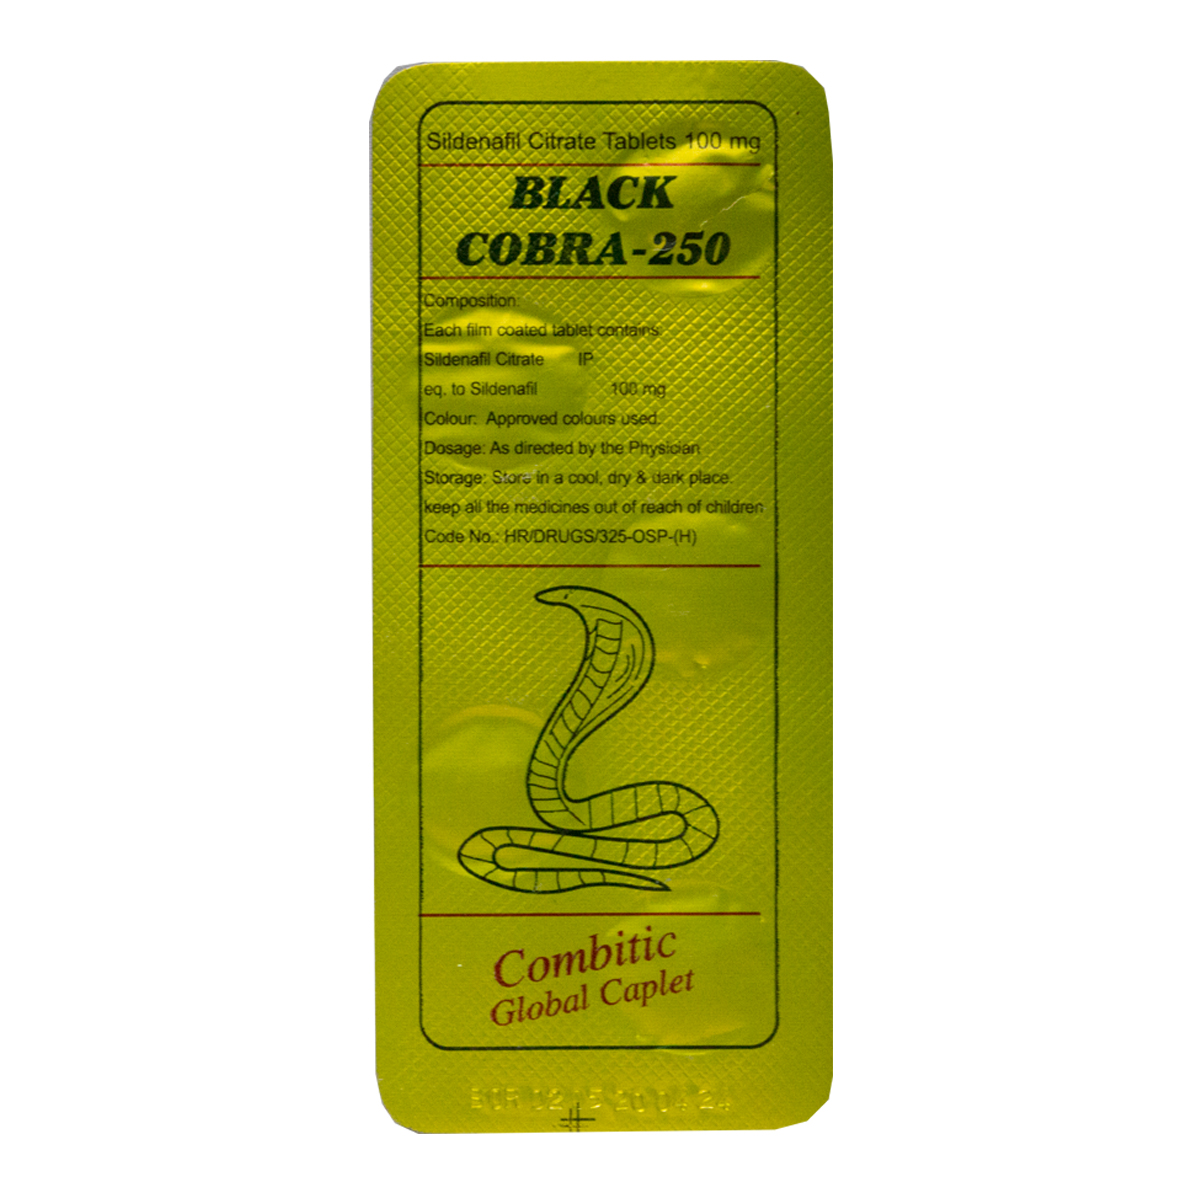 Sildenafil Citrate Tablets 100 mg
BLACK
COBRA-250
Composition:
Each film coated tablet contains:
Sildenafil Citrate IP
eq. to Sildenafil 100 mg
Colour: Approved colours used.
Dosage: As directed by the Physician
Storage: Store in a cool, dry & dark place.
keep all the medicines out of reach of children
Code No.: HR/DRUGS/325-OSP-(H)
Combitic
Global Caplet